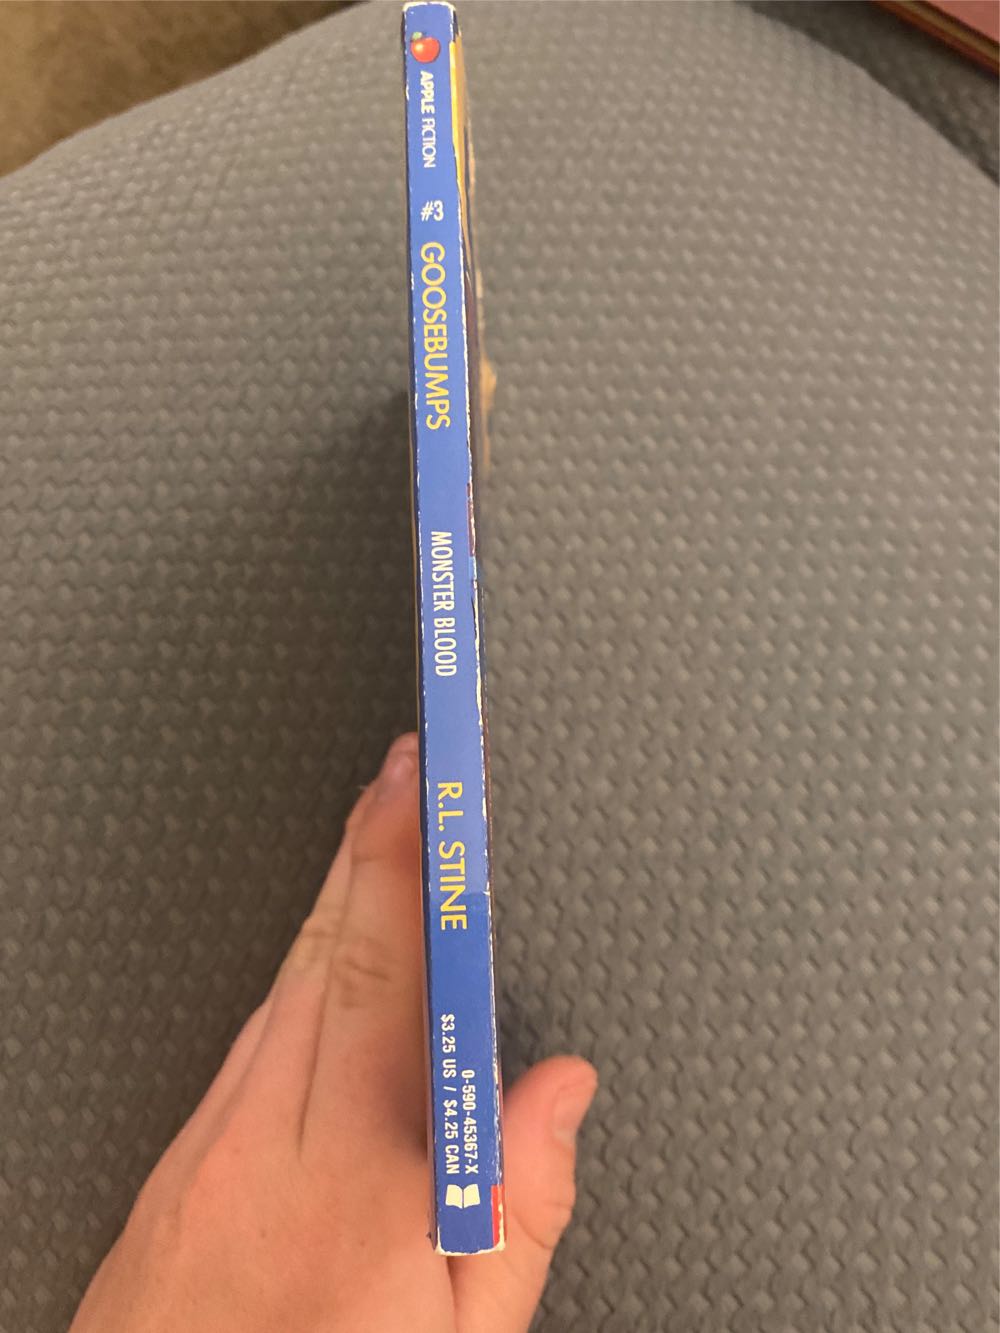 APPLE FICTION
#3
GOOSEBUMPS
MONSTER BLOOD
R.L. STINE
0-590-45367-X
$3.25 US / $4.25 CAN